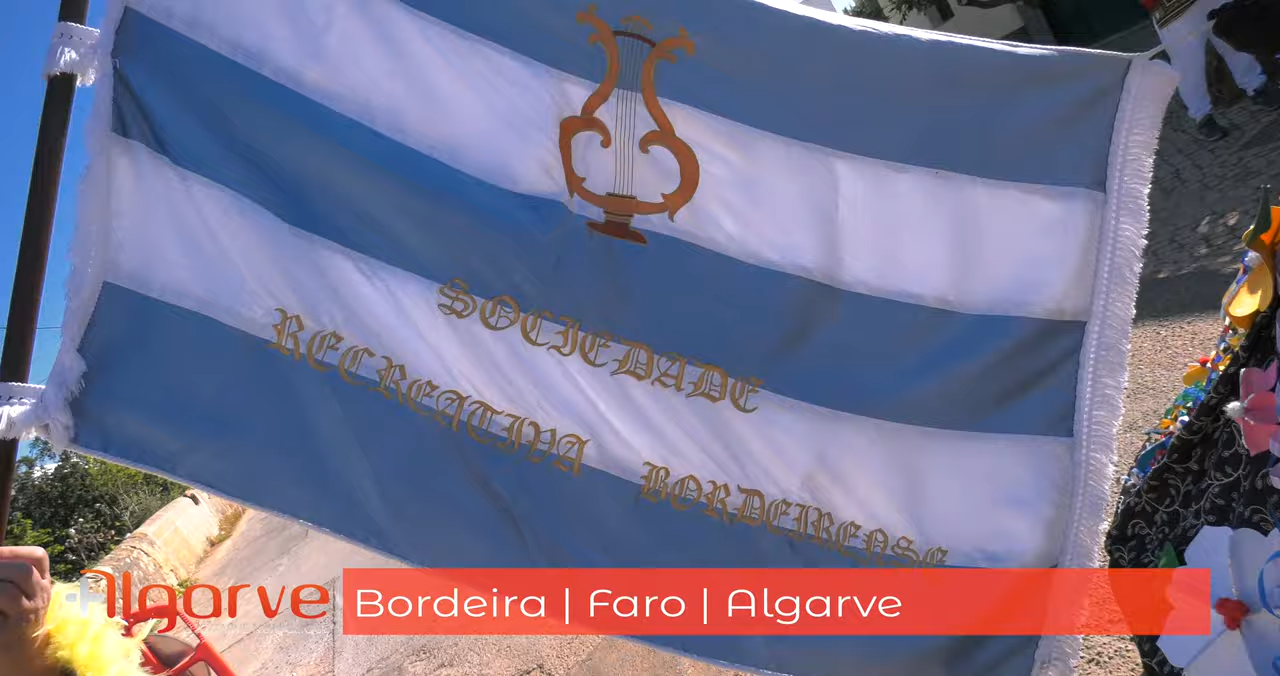 SOCIEDADE
RECREATIVA BORDEIRENSE
+Algarve
Bordeira | Faro | Algarve